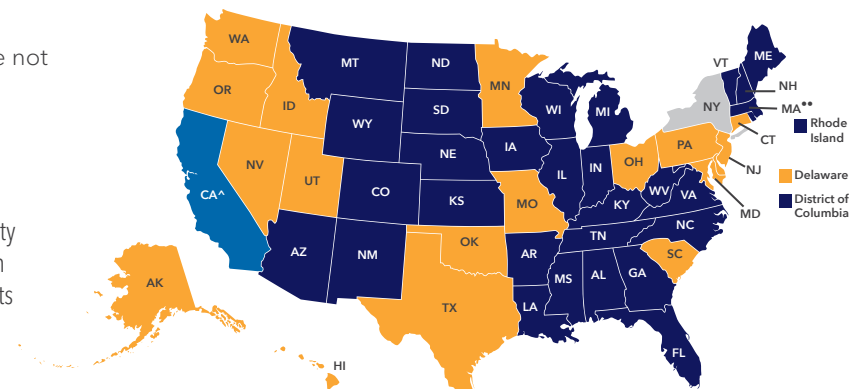 e not
ty
n
ts
WA
OR
ID
MT
ND
MN
SD
WY
WI
MI
NY
VT
ME
NH
MA••
Rhode
Island
CT
NJ
Delaware
MD
District of
Columbia
CA^
NV
UT
CO
NE
IA
IL
IN
OH
PA
WV
VA
KY
KS
MO
NC
TN
SC
AZ
NM
OK
AR
MS
AL
GA
TX
LA
FL
AK
HI